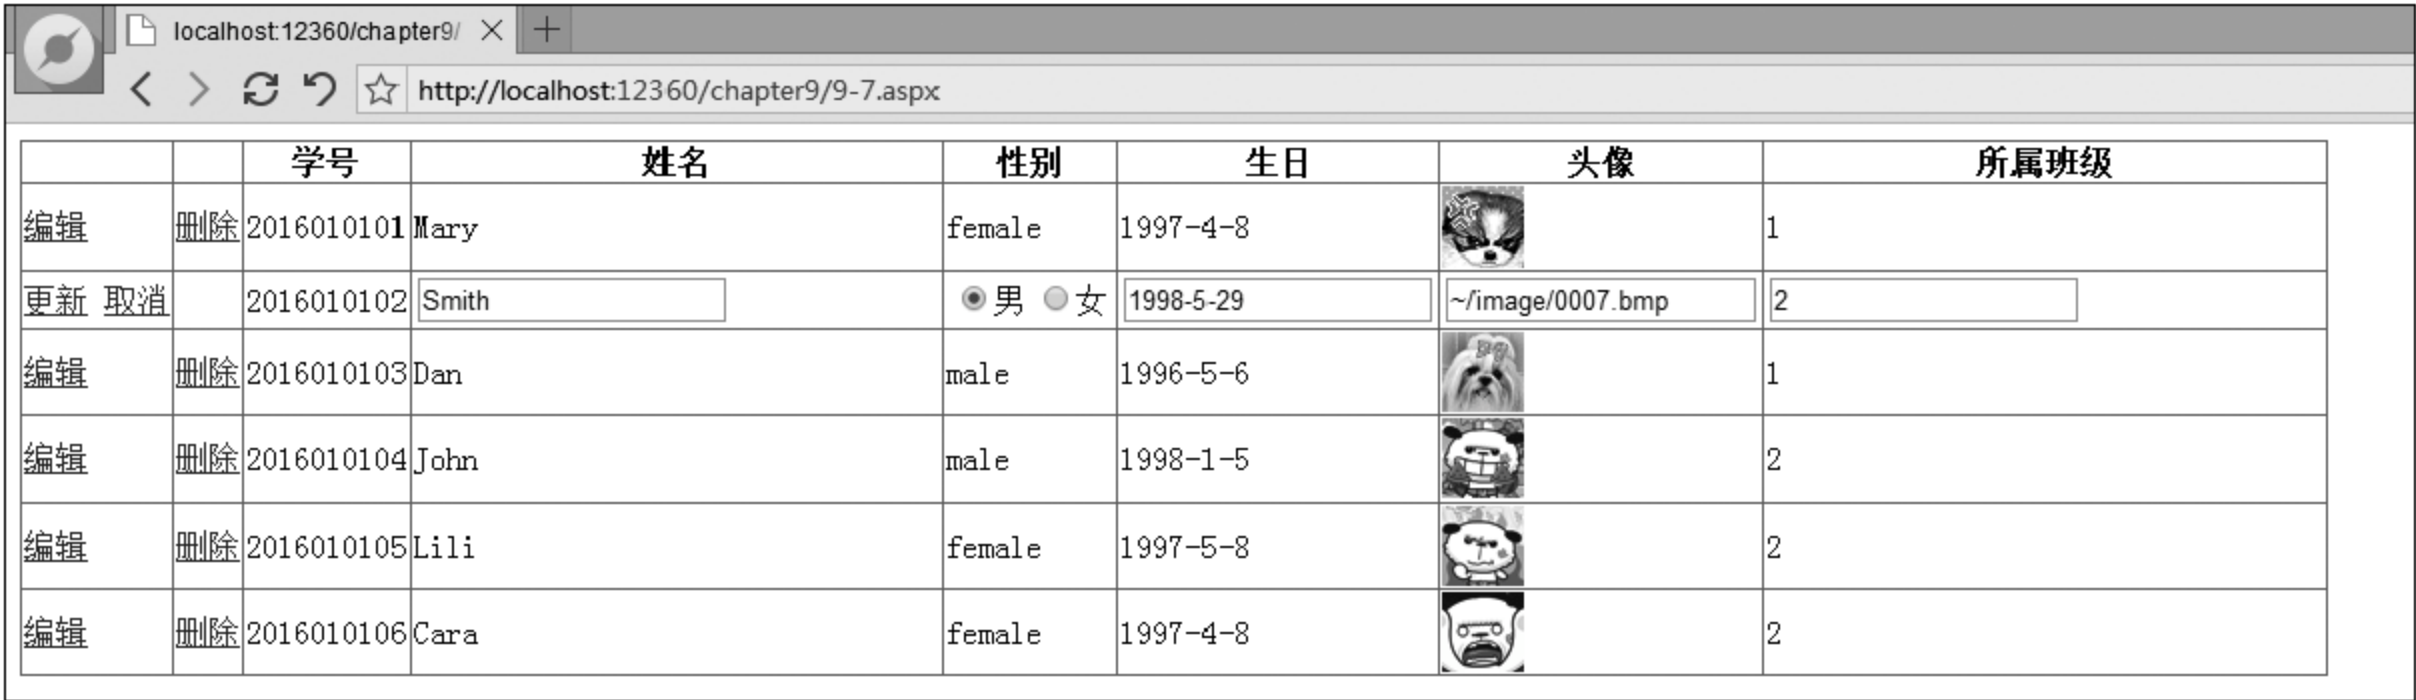 localhost:12360/chapter9/
http://localhost:12360/chapter9/9-7.aspx
学号 姓名 性别 生日 头像 所属班级
编辑 删除 2016010101 Mary female 1997-4-8 1
更新 取消 2016010102 Smith 男 女 1998-5-29 ~/image/0007.bmp 2
编辑 删除 2016010103 Dan male 1996-5-6 1
编辑 删除 2016010104 John male 1998-1-5 2
编辑 删除 2016010105 Lili female 1997-5-8 2
编辑 删除 2016010106 Cara female 1997-4-8 2